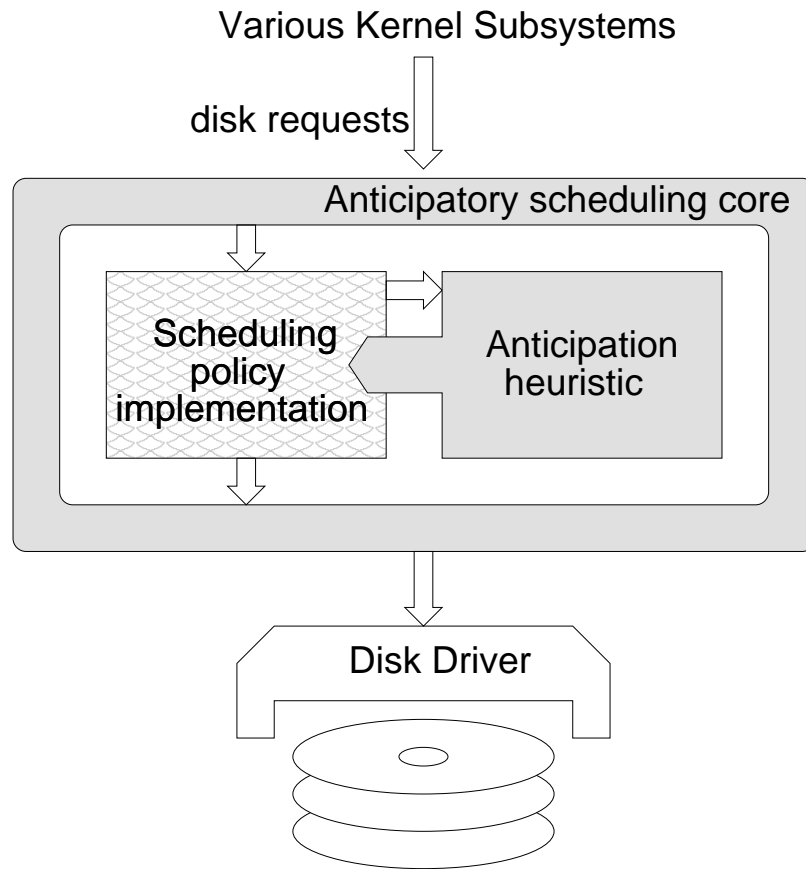 Various Kernel Subsystems
disk requests
Anticipatory scheduling core
Scheduling
policy
implementation
Anticipation
heuristic
Disk Driver